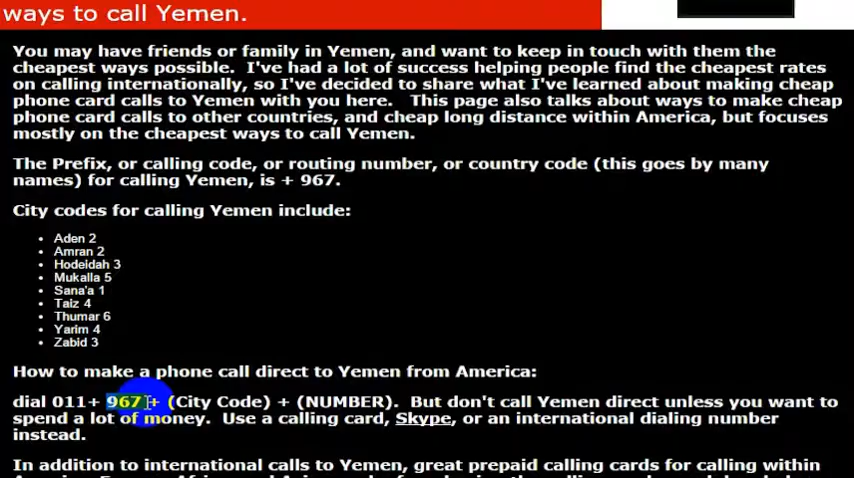 ways to call Yemen.
You may have friends or family in Yemen, and want to keep in touch with them the
cheapest ways possible.  I've had a lot of success helping people find the cheapest rates
on calling internationally, so I've decided to share what I've learned about making cheap
phone card calls to Yemen with you here.   This page also talks about ways to make cheap
phone card calls to other countries, and cheap long distance within America, but focuses
mostly on the cheapest ways to call Yemen.
The Prefix, or calling code, or routing number, or country code (this goes by many
names) for calling Yemen, is + 967.
City codes for calling Yemen include:
• Aden 2
• Amran 2
• Hodeidah 3
• Mukalla 5
• Sana'a 1
• Taiz 4
• Thumar 6
• Yarim 4
• Zabid 3
How to make a phone call direct to Yemen from America:
dial 011+ 967 + (City Code) + (NUMBER).  But don't call Yemen direct unless you want to
spend a lot of money.  Use a calling card, Skype, or an international dialing number
instead.
In addition to international calls to Yemen, great prepaid calling cards for calling within